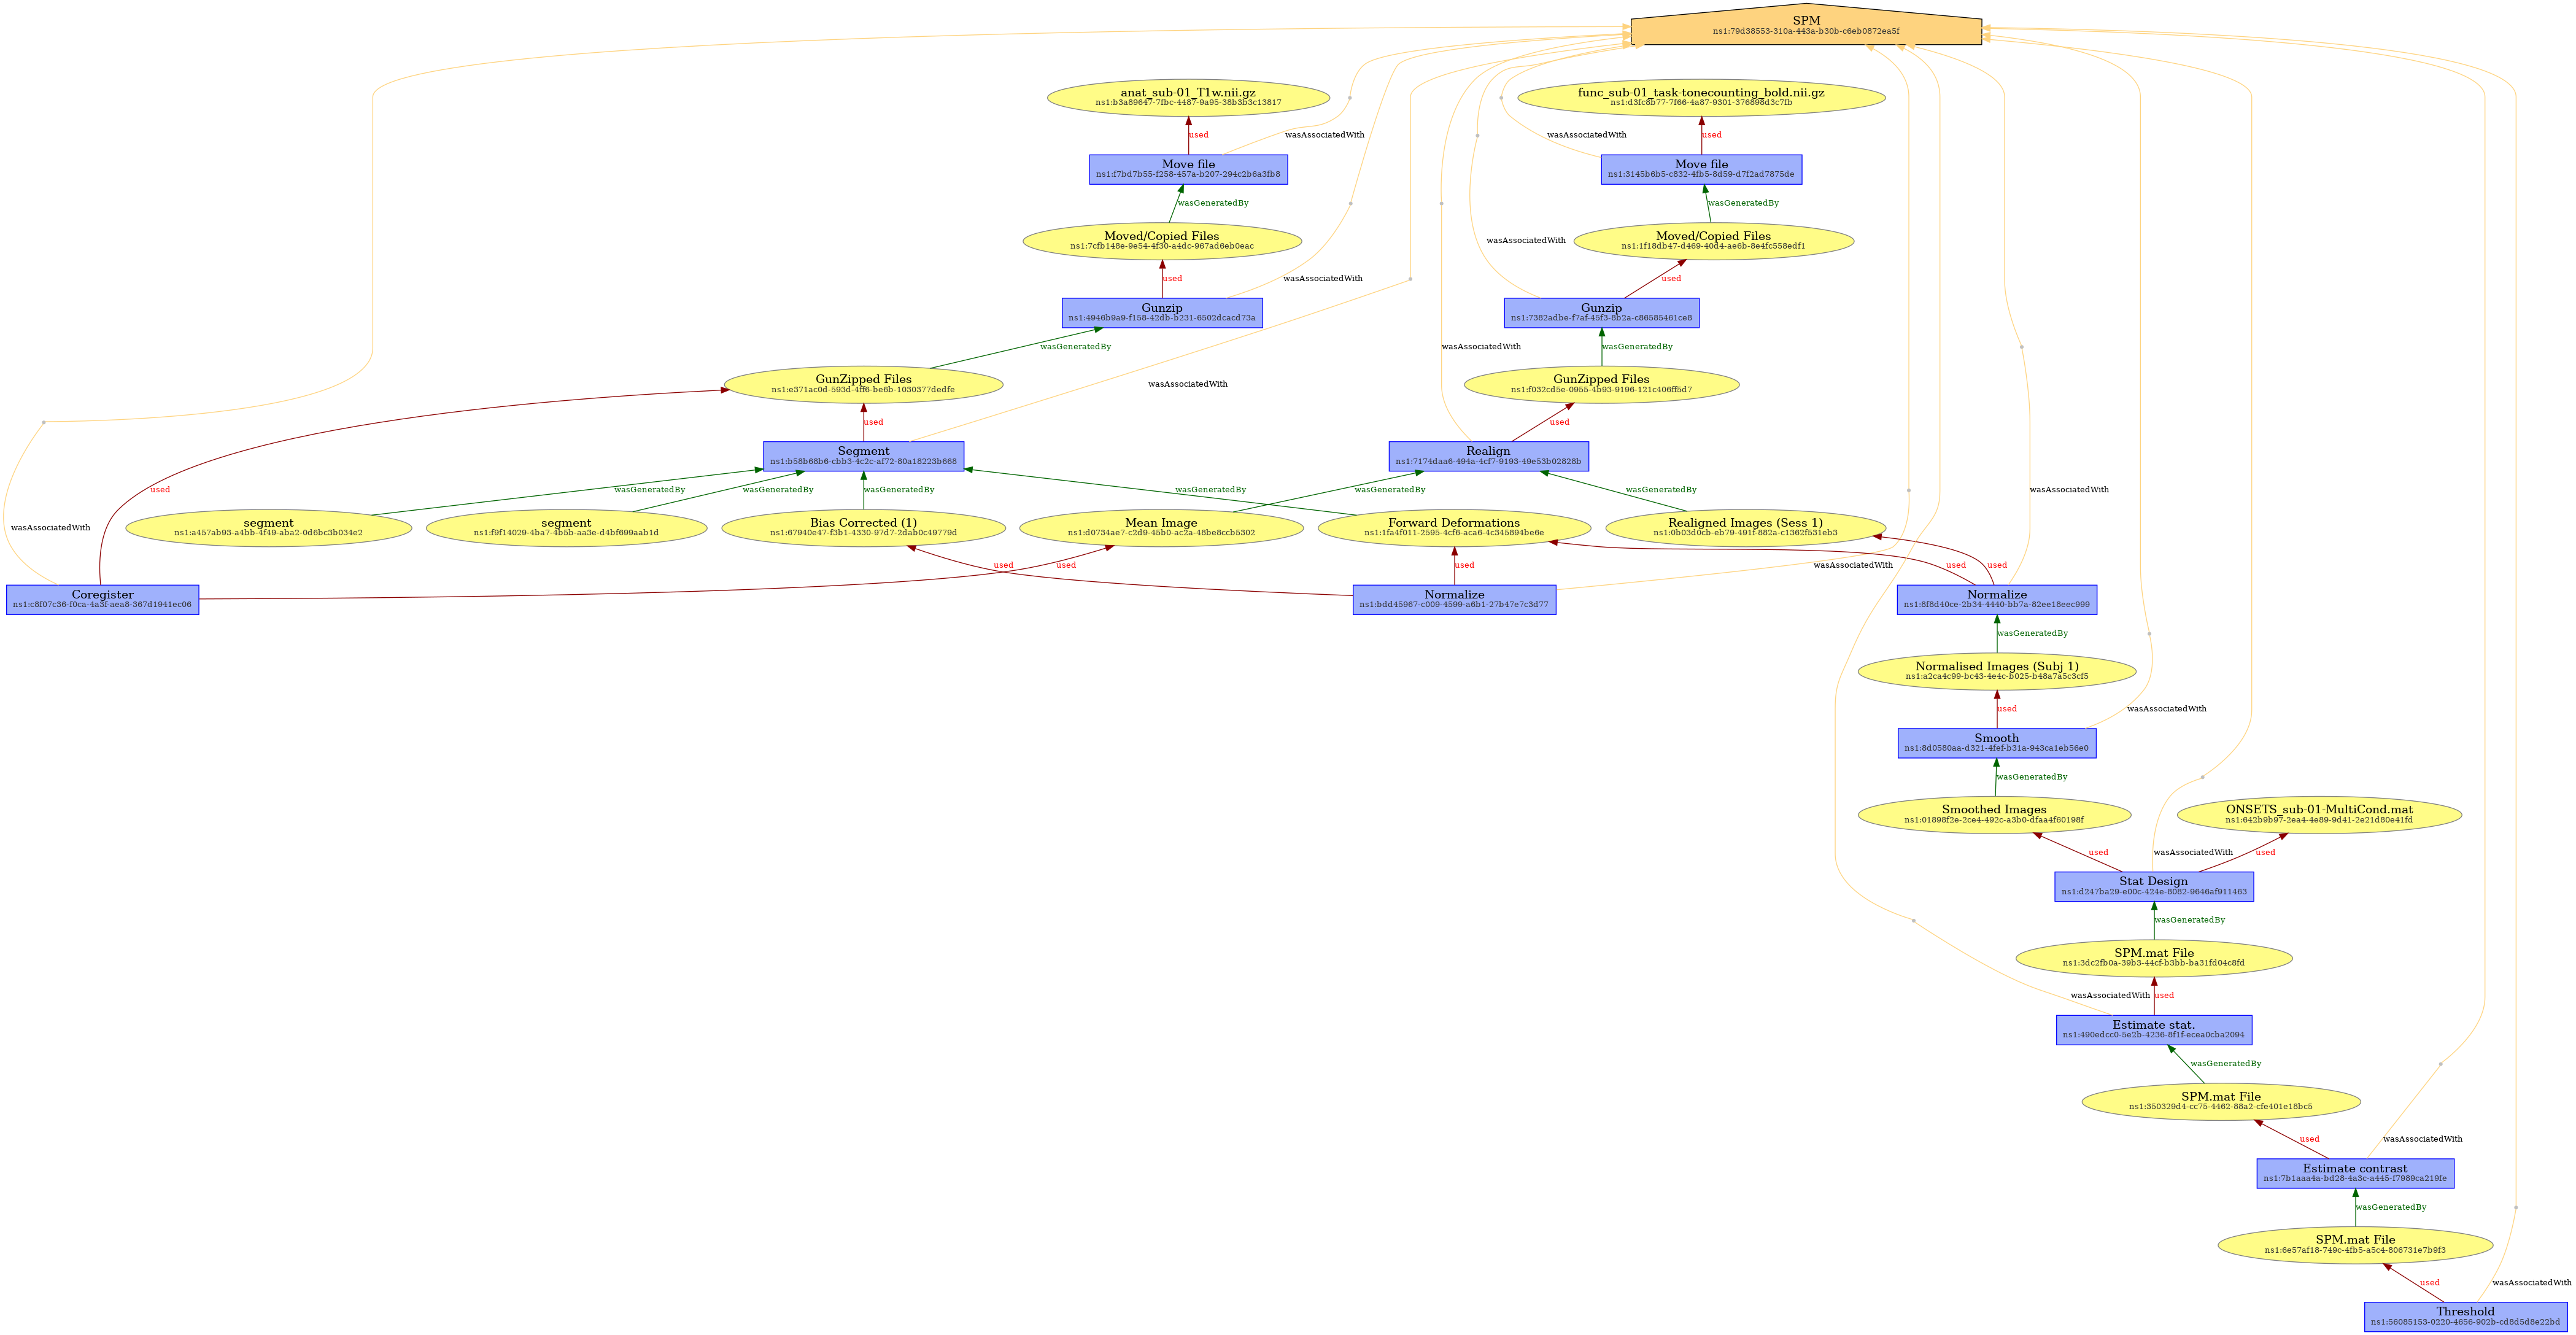 SPM
ns1:79d38553-310a-443a-b30b-c6eb0872ea5f
anat_sub-01_T1w.nii.gz
ns1:b3a89647-7fbc-4487-9a95-38b3b3c13817
func_sub-01_task-tonecounting_bold.nii.gz
ns1:d3fc8b77-7f66-4a87-9301-376898d3c7fb
used
wasAssociatedWith
wasAssociatedWith
used
Move file
ns1:f7bd7b55-f258-457a-b207-294c2b6a3fb8
Move file
ns1:3145b6b5-c832-4fb5-8d59-d7f2ad7875de
wasGeneratedBy
wasGeneratedBy
Moved/Copied Files
ns1:7cfb148e-9e54-4f30-a4dc-967ad6eb0eac
wasAssociatedWith
Moved/Copied Files
ns1:1f18db47-d469-40d4-ae6b-8e4fc558edf1
used
wasAssociatedWith
used
Gunzip
ns1:4946b9a9-f158-42db-b231-6502dcacd73a
Gunzip
ns1:7382adbe-f7af-45f3-8b2a-c86585461ce8
wasGeneratedBy
wasAssociatedWith
wasGeneratedBy
GunZipped Files
ns1:e371ac0d-593d-4ff6-be6b-1030377dedfe
wasAssociatedWith
GunZipped Files
ns1:f032cd5e-0955-4b93-9196-121c406ff5d7
used
used
Segment
ns1:b58b68b6-cbb3-4c2c-af72-80a18223b668
Realign
ns1:7174daa6-494a-4cf7-9193-49e53b02828b
used
wasGeneratedBy
wasGeneratedBy
wasGeneratedBy
wasGeneratedBy
wasGeneratedBy
wasGeneratedBy
wasAssociatedWith
wasAssociatedWith
segment
ns1:a457ab93-a4bb-4f49-aba2-0d6bc3b034e2
segment
ns1:f9f14029-4ba7-4b5b-aa3e-d4bf699aab1d
Bias Corrected (1)
ns1:67940e47-f3b1-4330-97d7-2dab0c49779d
Mean Image
ns1:d0734ae7-c2d9-45b0-ac2a-48be8ccb5302
Forward Deformations
ns1:1fa4f011-2595-4cf6-aca6-4c345894be6e
Realigned Images (Sess 1)
ns1:0b03d0cb-eb79-491f-882a-c1362f531eb3
used
used
used
wasAssociatedWith
used
used
Coregister
ns1:c8f07c36-f0ca-4a3f-aea8-367d1941ec06
Normalize
ns1:bdd45967-c009-4599-a6b1-27b47e7c3d77
Normalize
ns1:8f8d40ce-2b34-4440-bb7a-82ee18eec999
wasGeneratedBy
Normalised Images (Subj 1)
ns1:a2ca4c99-bc43-4e4c-b025-b48a7a5c3cf5
used
wasAssociatedWith
Smooth
ns1:8d0580aa-d321-4fef-b31a-943ca1eb56e0
wasGeneratedBy
Smoothed Images
ns1:01898f2e-2ce4-492c-a3b0-dfaa4f60198f
ONSETS_sub-01-MultiCond.mat
ns1:642b9b97-2ea4-4e89-9d41-2e21d80e41fd
used
wasAssociatedWith
used
Stat Design
ns1:d247ba29-e00c-424e-8082-9646af911463
wasGeneratedBy
SPM.mat File
ns1:3dc2fb0a-39b3-44cf-b3bb-ba31fd04c8fd
wasAssociatedWith
used
Estimate stat.
ns1:490edcc0-5e2b-4236-8f1f-ecea0cba2094
wasGeneratedBy
SPM.mat File
ns1:350329d4-cc75-4462-88a2-cfe401e18bc5
used
wasAssociatedWith
Estimate contrast
ns1:7b1aaa4a-bd28-4a3c-a445-f7989ca219fe
wasGeneratedBy
SPM.mat File
ns1:6e57af18-749c-4fb5-a5c4-806731e7b9f3
used
wasAssociatedWith
Threshold
ns1:56085153-0220-4656-902b-cd8d5d8e22bd